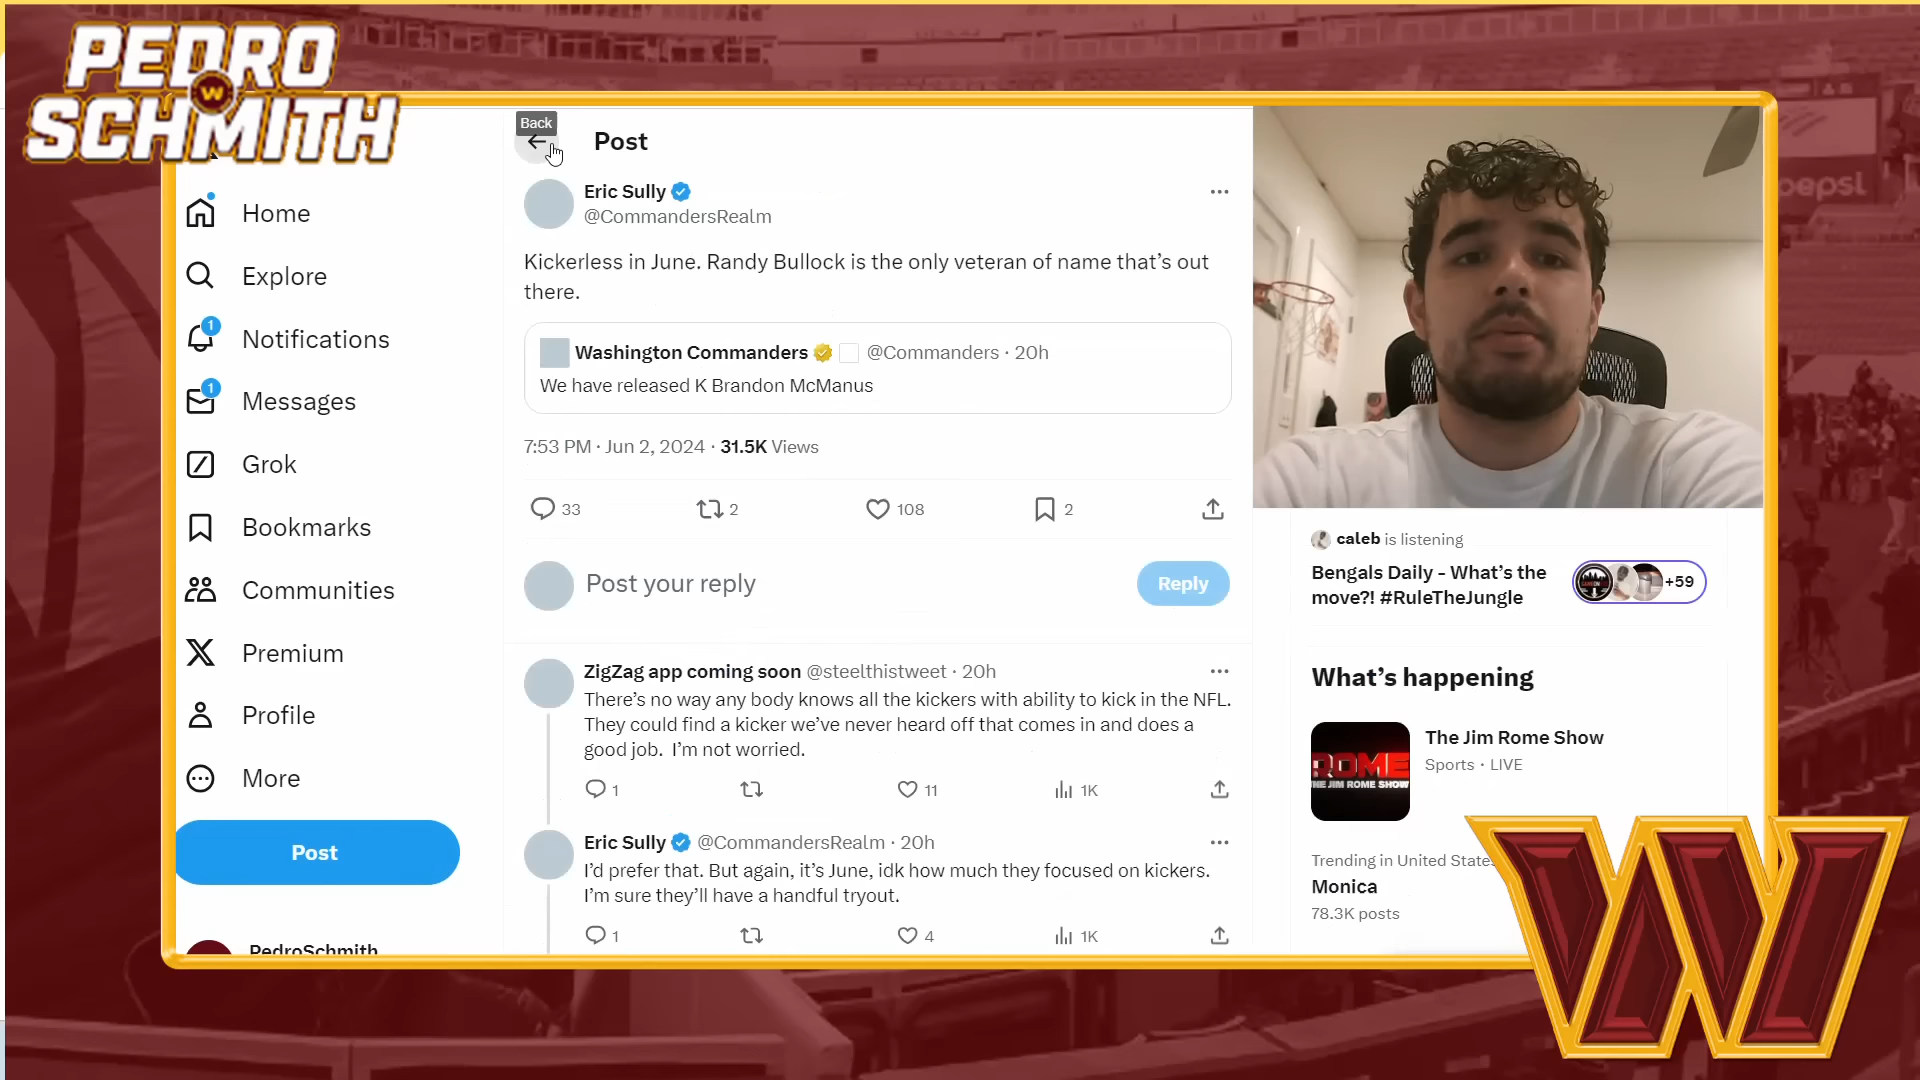 PEDRO
SCHMITH
W
Back
Post
Home
Explore
1
Notifications
1
Messages
Grok
Bookmarks
Communities
Premium
Profile
More
Post
PedroSchmith
Eric Sully
@CommandersRealm
Kickerless in June. Randy Bullock is the only veteran of name that’s out
there.
Washington Commanders @Commanders · 20h
We have released K Brandon McManus
7:53 PM · Jun 2, 2024 · 31.5K Views
33 2 108 2
Post your reply
Reply
ZigZag app coming soon @steelthistweet · 20h
There’s no way any body knows all the kickers with ability to kick in the NFL.
They could find a kicker we’ve never heard off that comes in and does a
good job.  I’m not worried.
1 11 1K
Eric Sully @CommandersRealm · 20h
I’d prefer that. But again, it’s June, idk how much they focused on kickers.
I’m sure they’ll have a handful tryout.
1 4 1K
pepsi
caleb is listening
Bengals Daily - What’s the
move?! #RuleTheJungle
+59
What’s happening
ROME
THE JIM ROME SHOW
The Jim Rome Show
Sports · LIVE
Trending in United States
Monica
78.3K posts
W